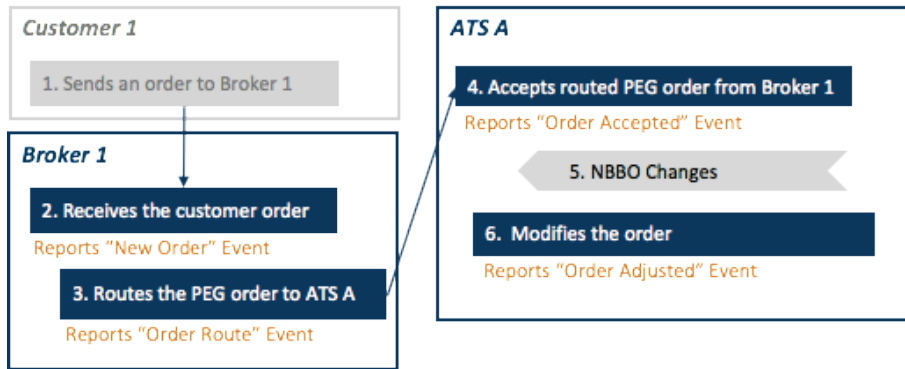 Customer 1
1. Sends an order to Broker 1
Broker 1
2. Receives the customer order
Reports "New Order" Event
3. Routes the PEG order to ATS A
Reports "Order Route" Event
ATS A
4. Accepts routed PEG order from Broker 1
Reports "Order Accepted" Event
5. NBBO Changes
6. Modifies the order
Reports "Order Adjusted" Event